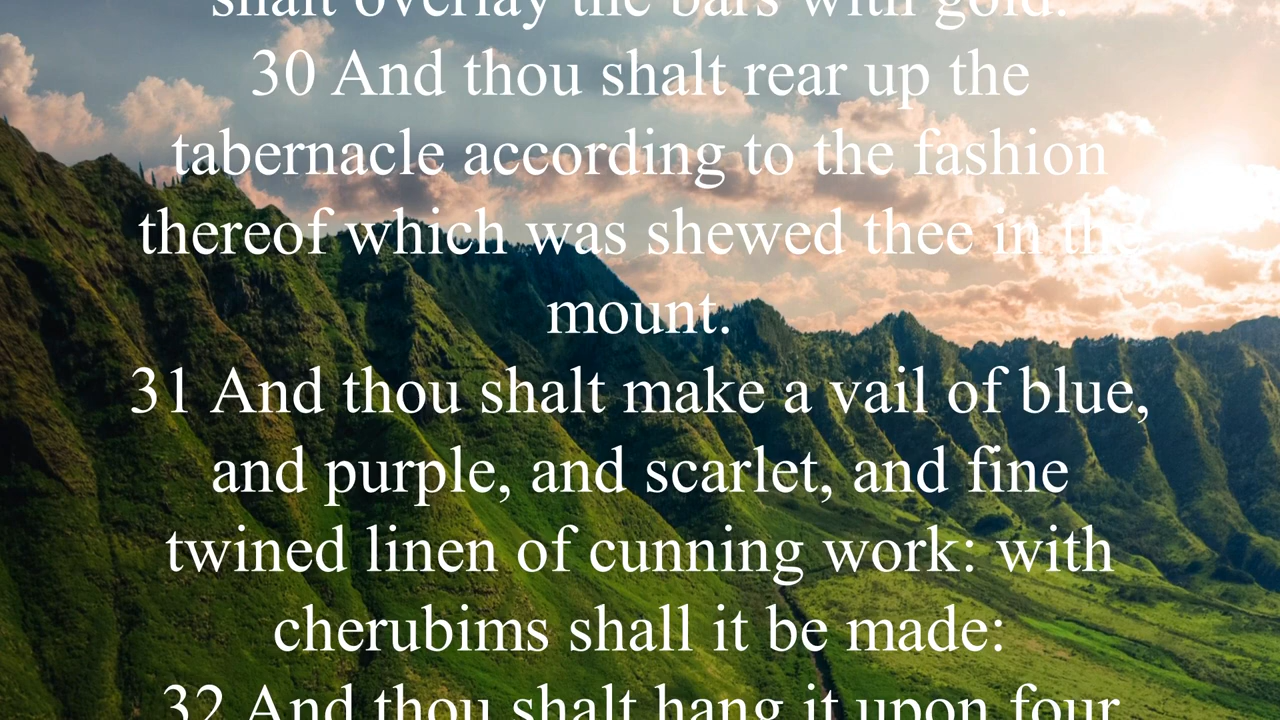 shalt overlay the bars with gold.
30 And thou shalt rear up the
tabernacle according to the fashion
thereof which was shewed thee in the
mount.
31 And thou shalt make a vail of blue,
and purple, and scarlet, and fine
twined linen of cunning work: with
cherubims shall it be made:
32 And thou shalt hang it upon four